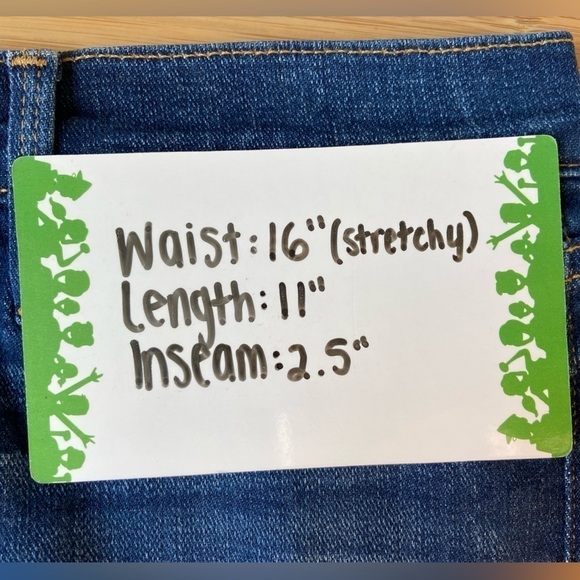 Waist: 16" (stretchy)
Length: 11"
Inseam: 2.5"